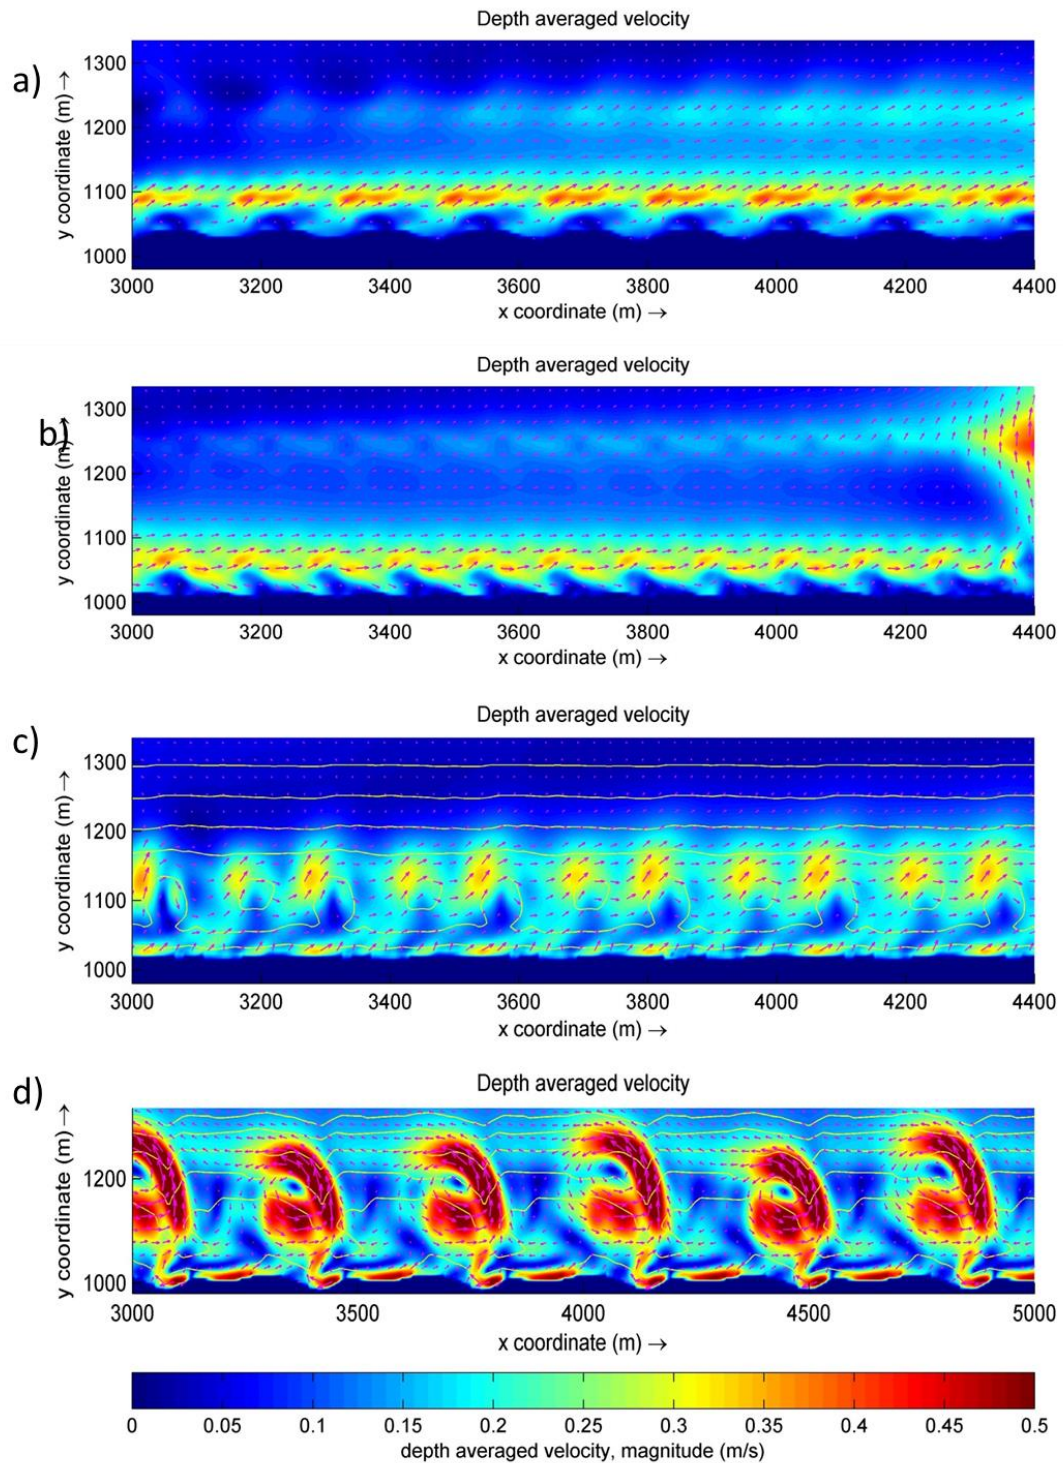 Depth averaged velocity
a)
y coordinate (m) →
1300
1200
1100
1000
3000 3200 3400 3600 3800 4000 4200 4400
x coordinate (m) →
Depth averaged velocity
b)
y coordinate (m) →
1300
1200
1100
1000
3000 3200 3400 3600 3800 4000 4200 4400
x coordinate (m) →
Depth averaged velocity
c)
y coordinate (m) →
1300
1200
1100
1000
3000 3200 3400 3600 3800 4000 4200 4400
x coordinate (m) →
Depth averaged velocity
d)
y coordinate (m) →
1200
1000
3000 3500 4000 4500 5000
x coordinate (m) →
0 0.05 0.1 0.15 0.2 0.25 0.3 0.35 0.4 0.45 0.5
depth averaged velocity, magnitude (m/s)